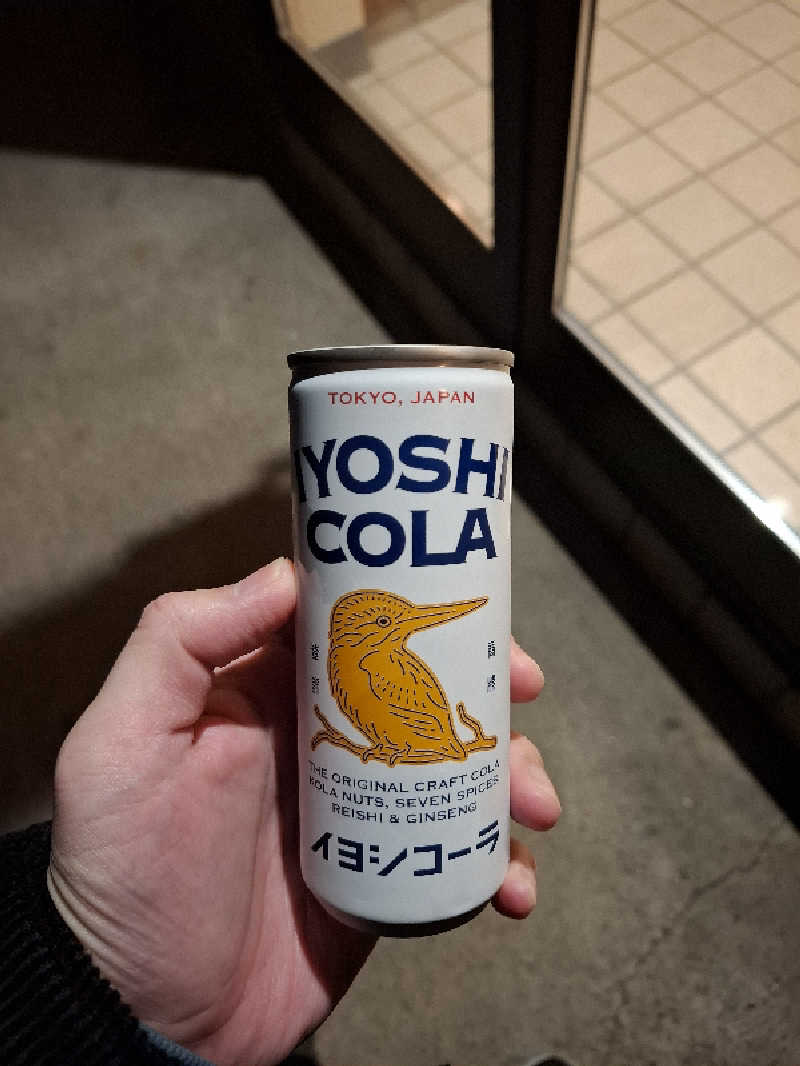 TOKYO, JAPAN
IYOSHI
COLA
THE ORIGINAL CRAFT COLA
KOLA NUTS, SEVEN SPICES
REISHI & GINSENG
イヨシコーラ